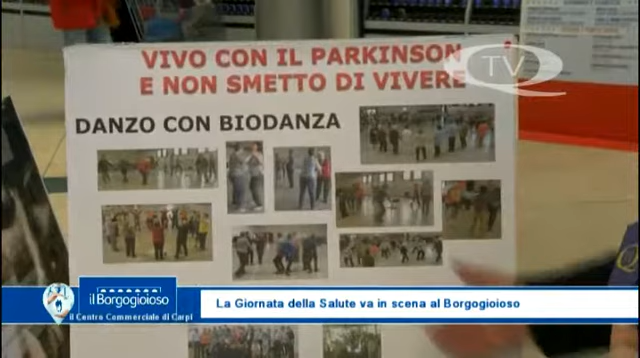 VIVO CON IL PARKINSON
E NON SMETTO DI VIVERE
TV
DANZO CON BIODANZA
il Borgogioioso
il Centro Commerciale di Carpi
La Giornata della Salute va in scena al Borgogioioso